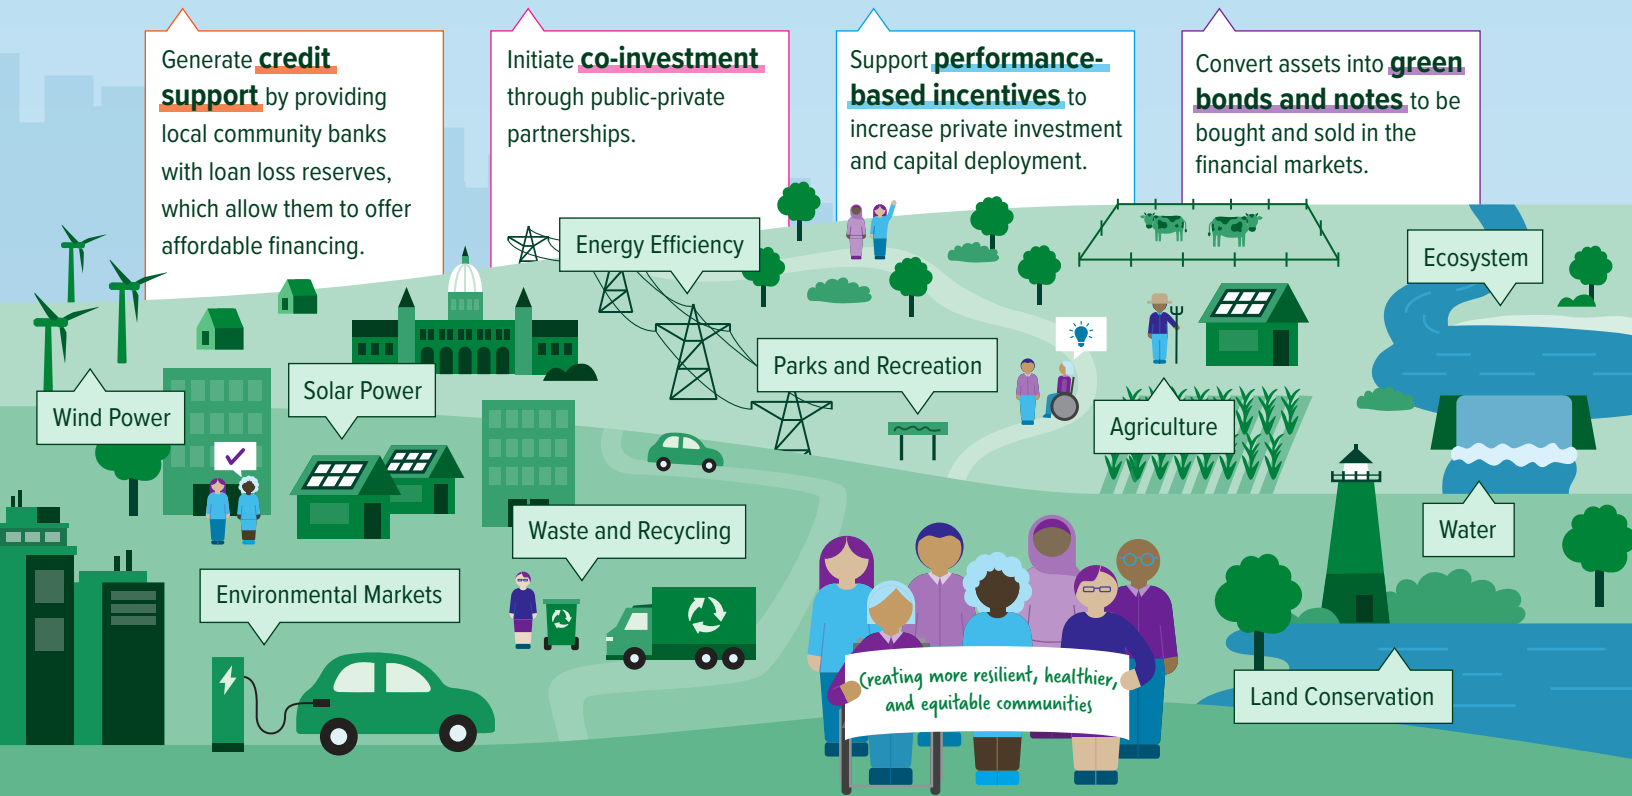 Generate credit
support by providing
local community banks
with loan loss reserves,
which allow them to offer
affordable financing.
Initiate co-investment
through public-private
partnerships.
Support performance-
based incentives to
increase private investment
and capital deployment.
Convert assets into green
bonds and notes to be
bought and sold in the
financial markets.
Energy Efficiency
Ecosystem
Parks and Recreation
Solar Power
Wind Power
Agriculture
Waste and Recycling
Water
Environmental Markets
Creating more resilient, healthier,
and equitable communities
Land Conservation